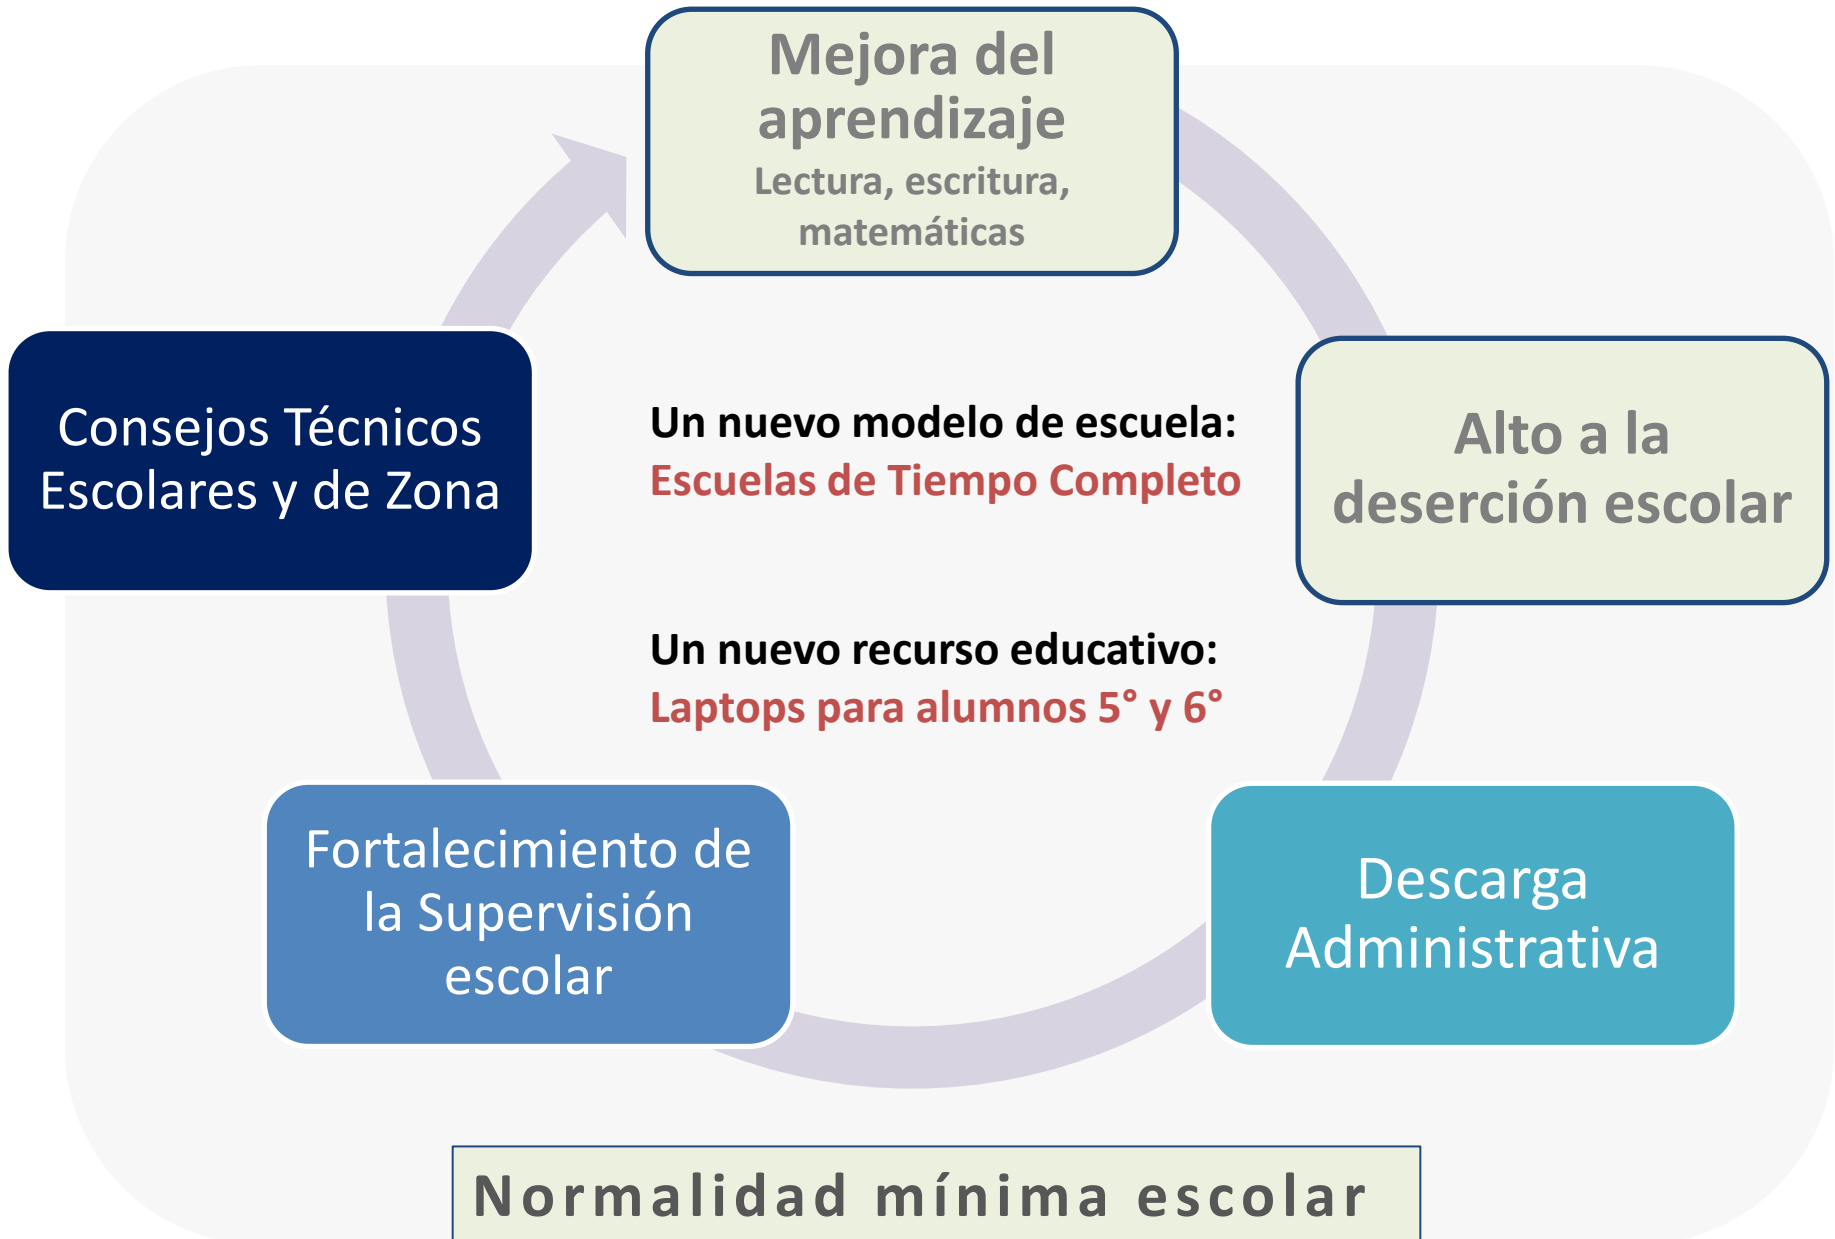 Mejora del
aprendizaje
Lectura, escritura,
matemáticas
Consejos Técnicos
Escolares y de Zona
Un nuevo modelo de escuela:
Escuelas de Tiempo Completo
Alto a la
deserción escolar
Un nuevo recurso educativo:
Laptops para alumnos 5° y 6°
Fortalecimiento de
la Supervisión
escolar
Descarga
Administrativa
Normalidad mínima escolar